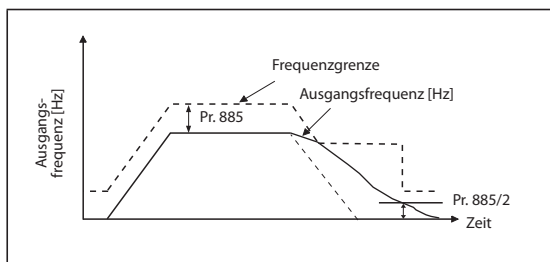 Frequenzgrenze
Ausgangsfrequenz [Hz]
Pr. 885
Ausgangs-
frequenz [Hz]
Pr. 885/2
Zeit